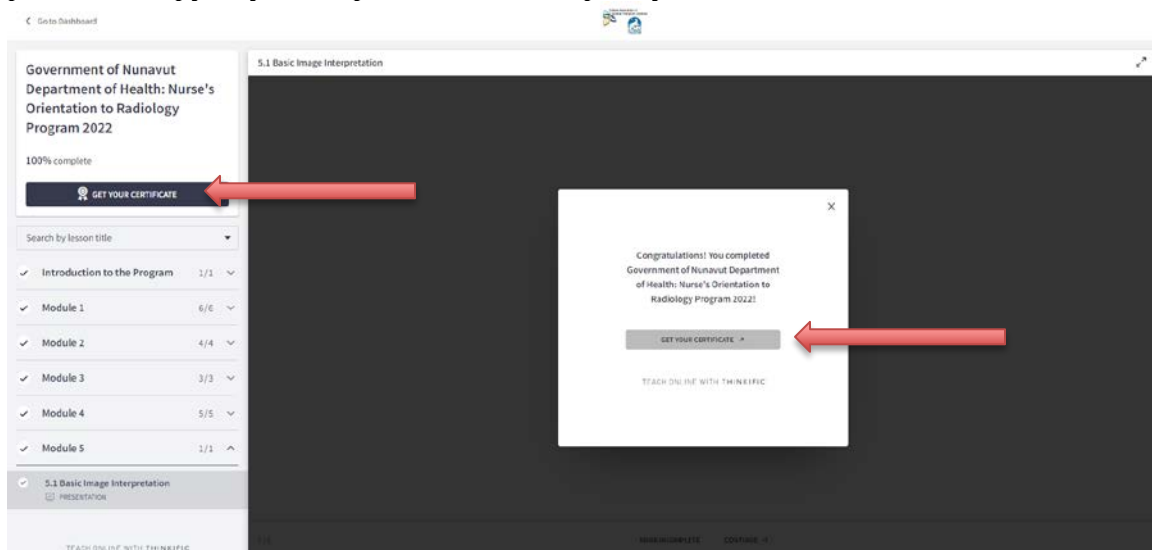 Go to Dashboard
Government of Nunavut
Department of Health: Nurse's
Orientation to Radiology
Program 2022
100% complete
GET YOUR CERTIFICATE
Search by lesson title
Introduction to the Program 1/1
Module 1 6/6
Module 2 4/4
Module 3 3/3
Module 4 5/5
Module 5 1/1
5.1 Basic Image Interpretation
PRESENTATION
TEACH ONLINE WITH THINKIFIC
5.1 Basic Image Interpretation
Congratulations! You completed
Government of Nunavut Department
of Health: Nurse's Orientation to
Radiology Program 2022!
GET YOUR CERTIFICATE
TEACH ONLINE WITH THINKIFIC
CONTINUE